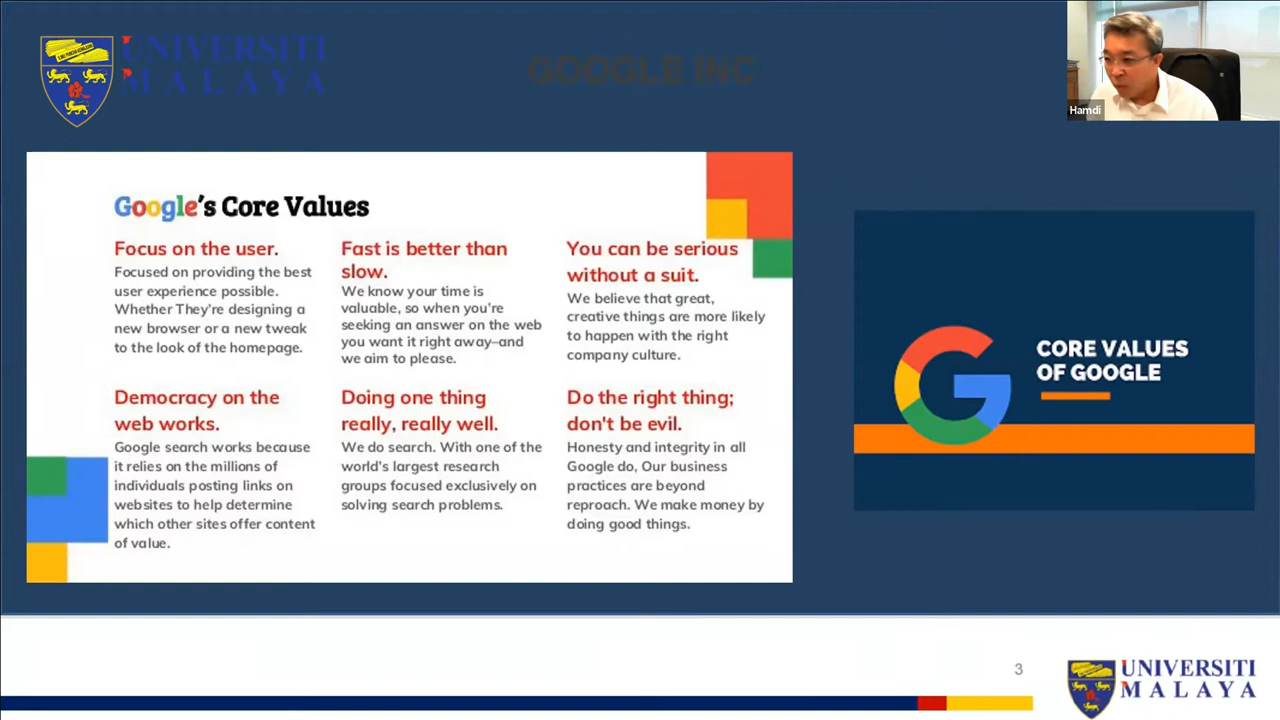 UNIVERSITI
MALAYA
GOOGLE INC
Hamdi
Google's Core Values
Focus on the user.
Focused on providing the best
user experience possible.
Whether They're designing a
new browser or a new tweak
to the look of the homepage.
Fast is better than
slow.
We know your time is
valuable, so when you're
seeking an answer on the web
you want it right away–and
we aim to please.
You can be serious
without a suit.
We believe that great,
creative things are more likely
to happen with the right
company culture.
Democracy on the
web works.
Google search works because
it relies on the millions of
individuals posting links on
websites to help determine
which other sites offer content
of value.
Doing one thing
really, really well.
We do search. With one of the
world's largest research
groups focused exclusively on
solving search problems.
Do the right thing;
don't be evil.
Honesty and integrity in all
Google do, Our business
practices are beyond
reproach. We make money by
doing good things.
CORE VALUES
OF GOOGLE
3
UNIVERSITI
MALAYA